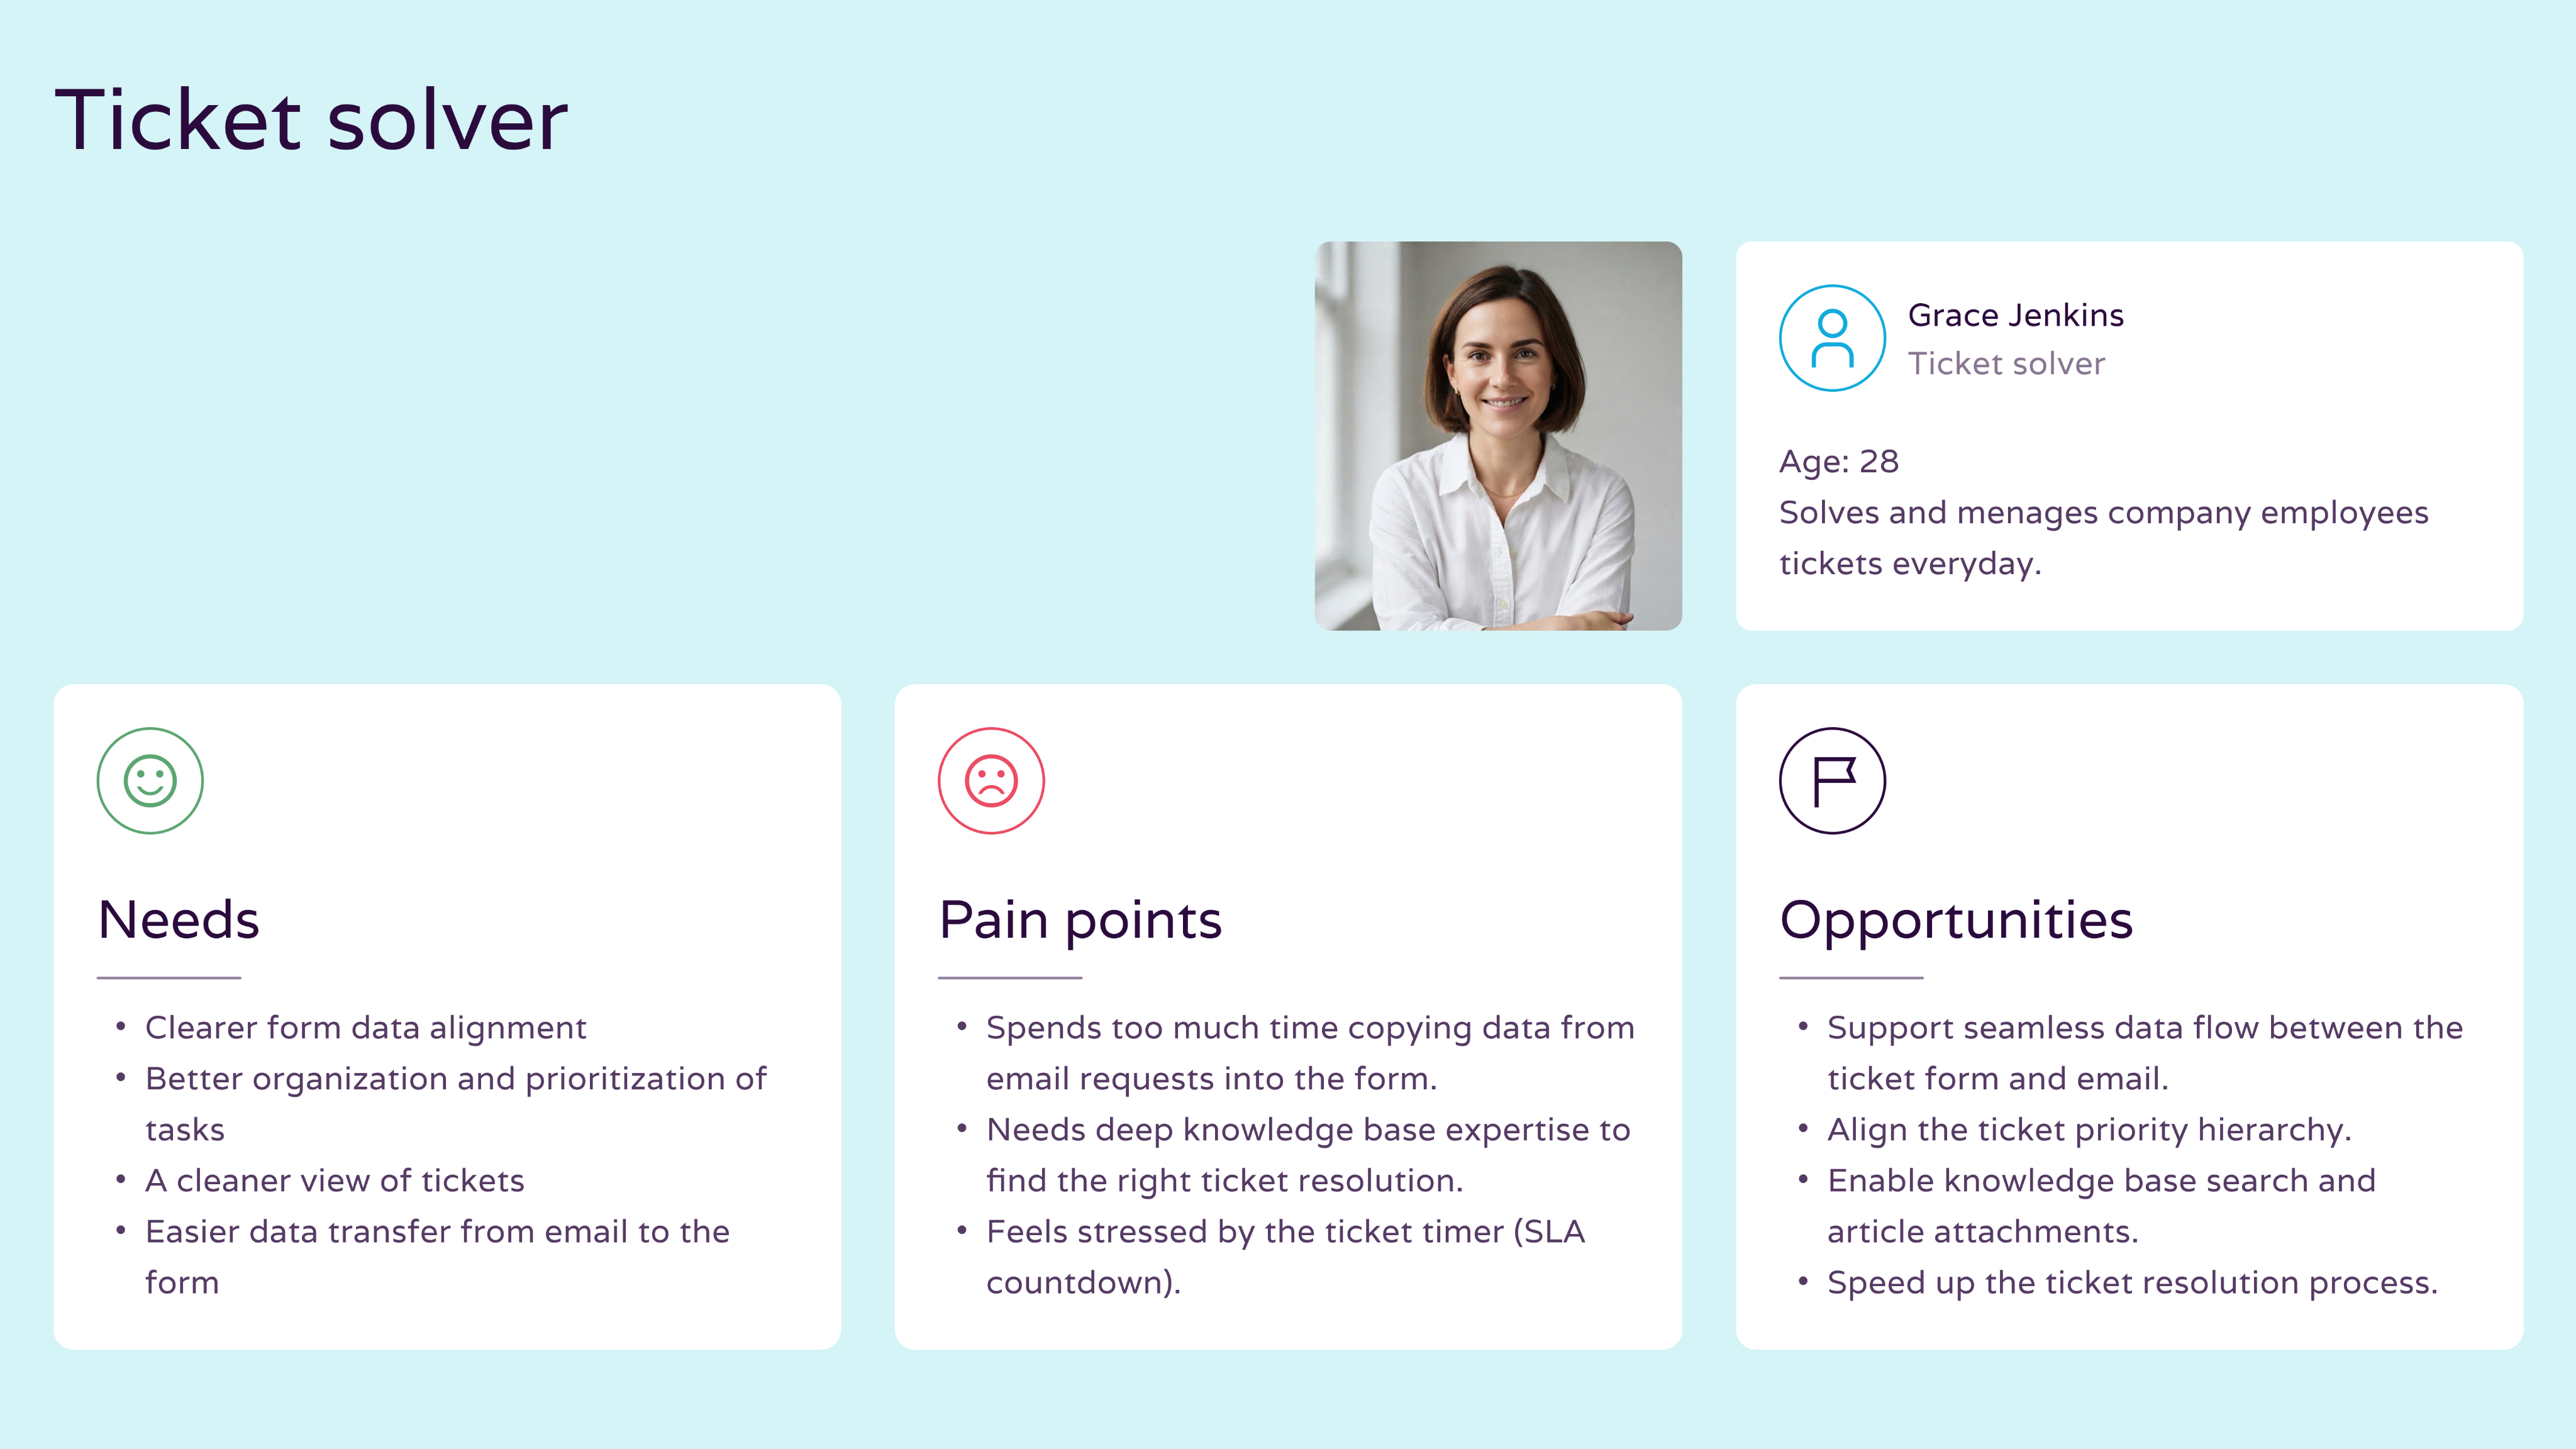 Ticket solver
Grace Jenkins
Ticket solver
Age: 28
Solves and menages company employees
tickets everyday.
Needs
• Clearer form data alignment
• Better organization and prioritization of
tasks
• A cleaner view of tickets
• Easier data transfer from email to the
form
Pain points
• Spends too much time copying data from
email requests into the form.
• Needs deep knowledge base expertise to
find the right ticket resolution.
• Feels stressed by the ticket timer (SLA
countdown).
Opportunities
• Support seamless data flow between the
ticket form and email.
• Align the ticket priority hierarchy.
• Enable knowledge base search and
article attachments.
• Speed up the ticket resolution process.